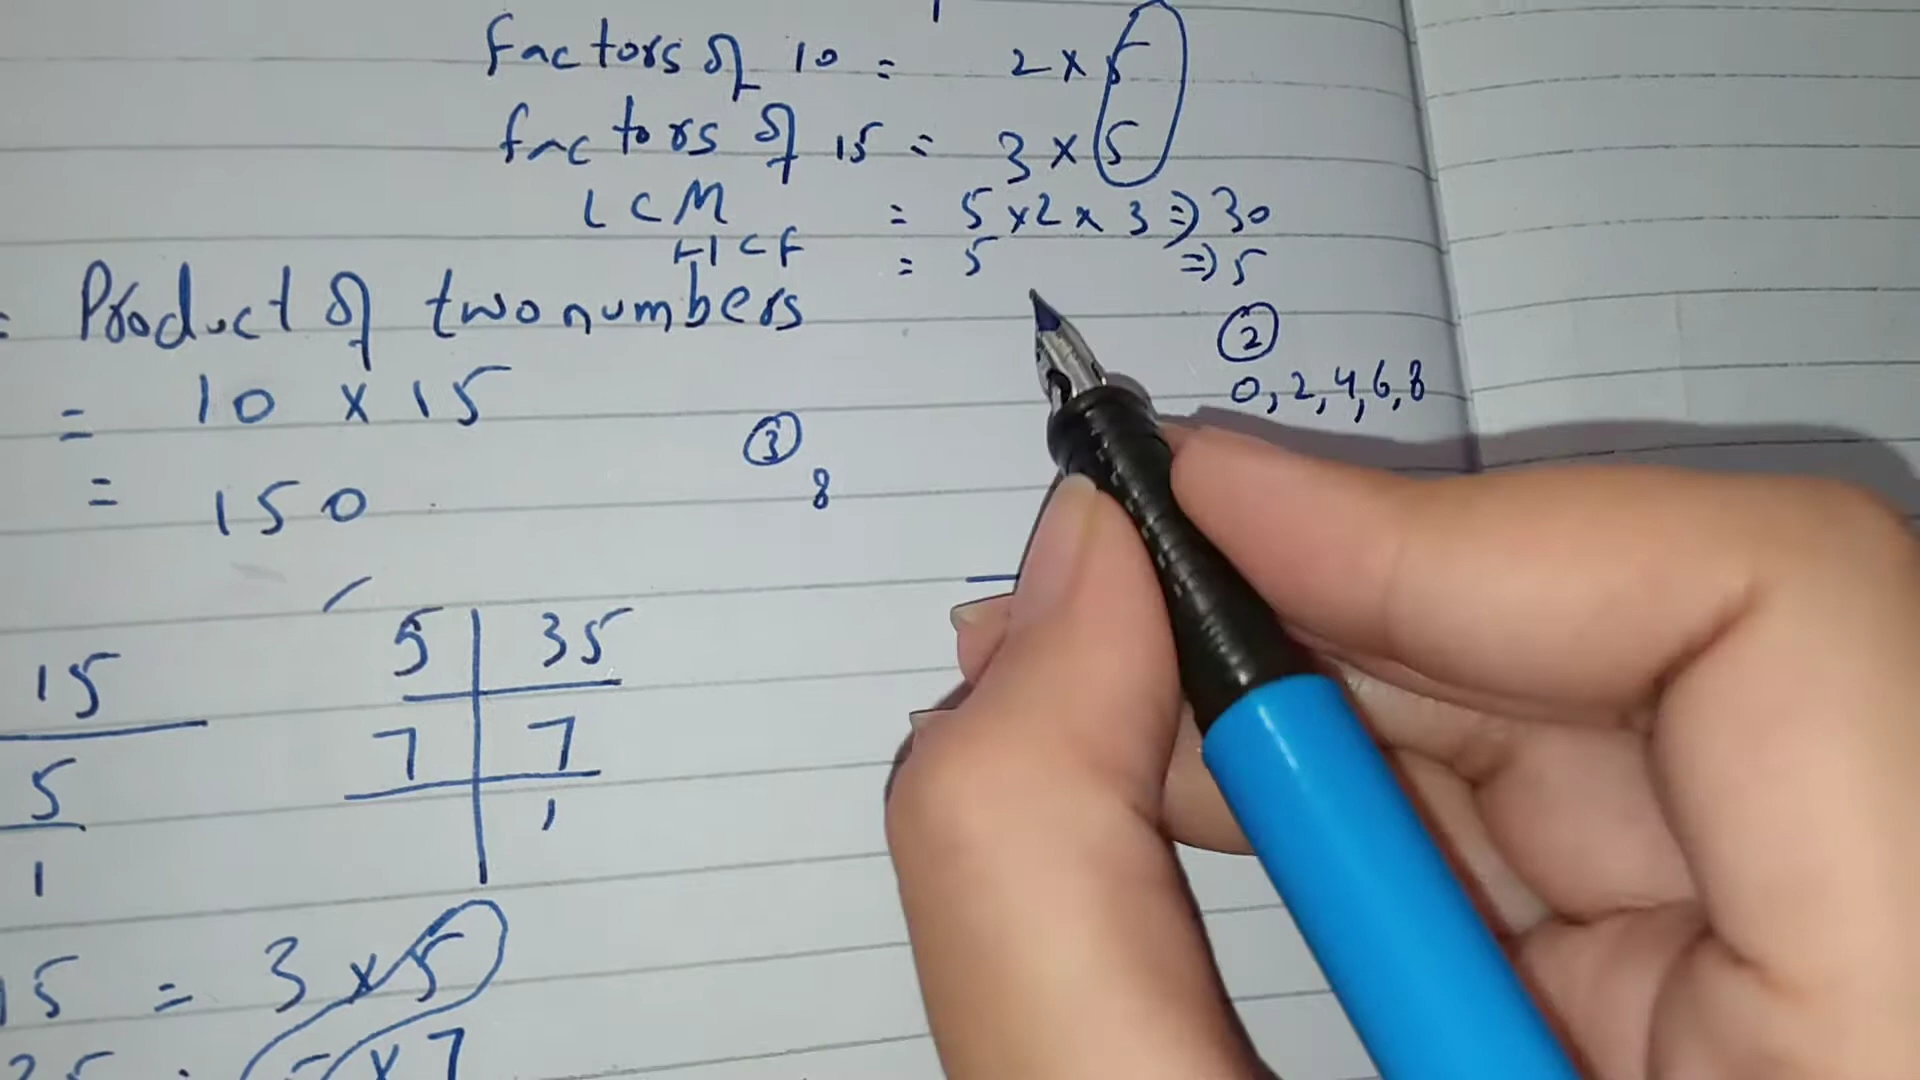 factors of 10 = 2 × 5
factors of 15 = 3 × 5
LCM = 5 × 2 × 3 ⇒ 30
HCF = 5 ⇒ 5
= Product of two numbers
= 10 × 15
= 150
②
0, 2, 4, 6, 8
③
8
15
5
1
5 | 35
7 | 7
1
15 = 3 × 5
× 7